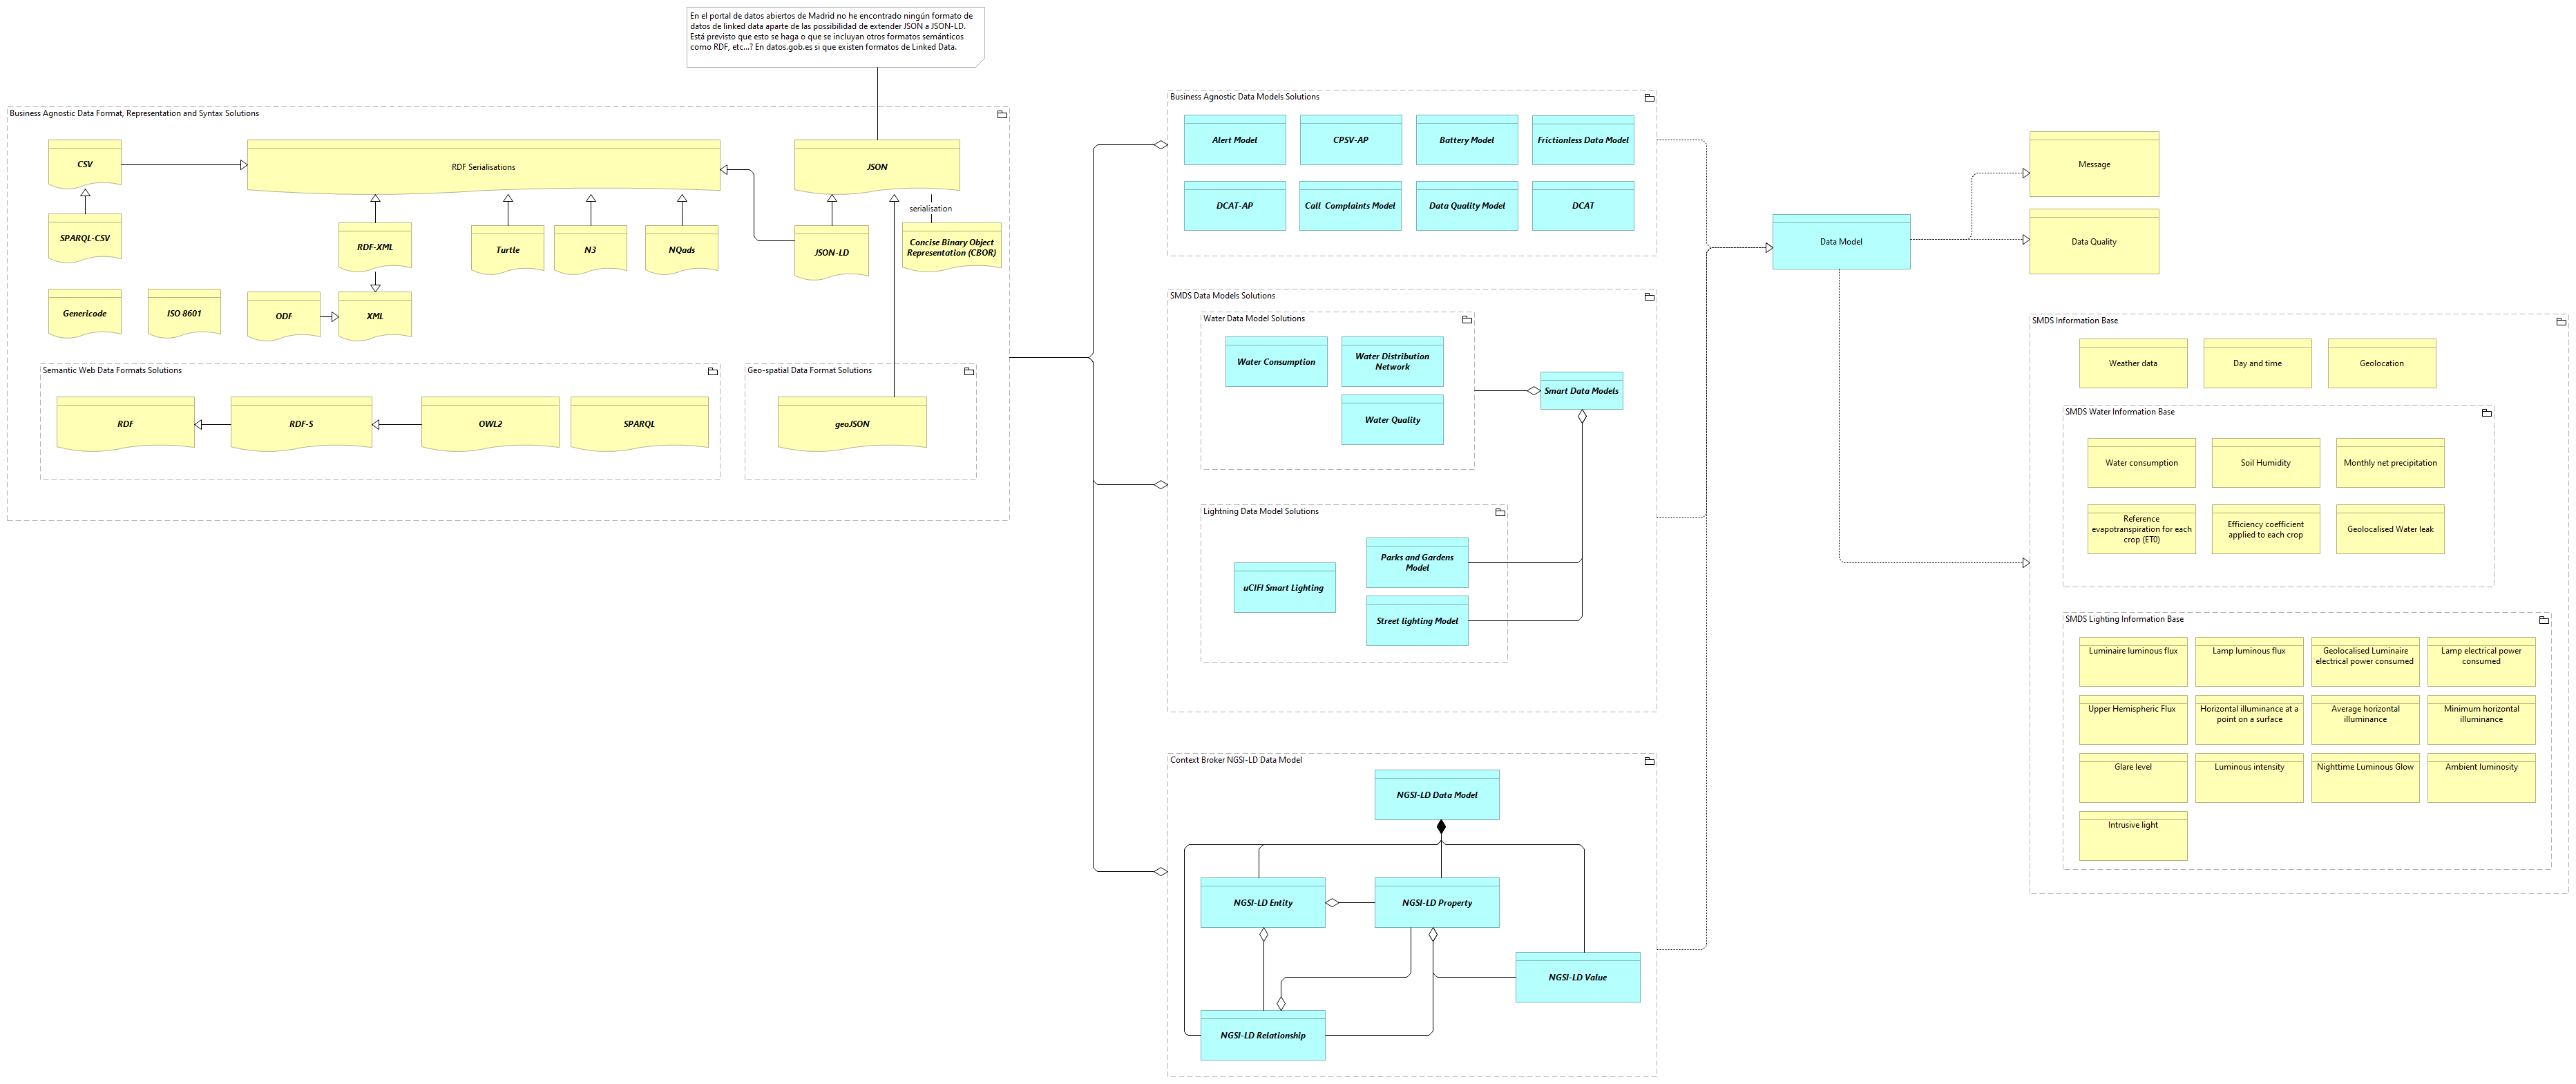 En el portal de datos abiertos de Madrid no he encontrado ningún formato de
datos de linked data aparte de las possibilidad de extender JSON a JSON-LD.
Está previsto que esto se haga o que se incluyan otros formatos semánticos
como RDF, etc...? En datos.gob.es si que existen formatos de Linked Data.
Business Agnostic Data Format, Representation and Syntax Solutions
CSV
RDF Serialisations
JSON
serialisation
SPARQL-CSV
RDF-XML
Turtle
N3
NQads
JSON-LD
Concise Binary Object
Representation (CBOR)
Genericode
ISO 8601
ODF
XML
Semantic Web Data Formats Solutions
RDF
RDF-S
OWL2
SPARQL
Geo-spatial Data Format Solutions
geoJSON
Business Agnostic Data Models Solutions
Alert Model
CPSV-AP
Battery Model
Frictionless Data Model
DCAT-AP
Call  Complaints Model
Data Quality Model
DCAT
SMDS Data Models Solutions
Water Data Model Solutions
Water Consumption
Water Distribution
Network
Water Quality
Smart Data Models
Lightning Data Model Solutions
uCIFI Smart Lighting
Parks and Gardens
Model
Street lighting Model
Context Broker NGSI-LD Data Model
NGSI-LD Data Model
NGSI-LD Entity
NGSI-LD Property
NGSI-LD Value
NGSI-LD Relationship
Data Model
Message
Data Quality
SMDS Information Base
Weather data
Day and time
Geolocation
SMDS Water Information Base
Water consumption
Soil Humidity
Monthly net precipitation
Reference
evapotranspiration for each
crop (ET0)
Efficiency coefficient
applied to each crop
Geolocalised Water leak
SMDS Lighting Information Base
Luminaire luminous flux
Lamp luminous flux
Geolocalised Luminaire
electrical power consumed
Lamp electrical power
consumed
Upper Hemispheric Flux
Horizontal illuminance at a
point on a surface
Average horizontal
illuminance
Minimum horizontal
illuminance
Glare level
Luminous intensity
Nighttime Luminous Glow
Ambient luminosity
Intrusive light